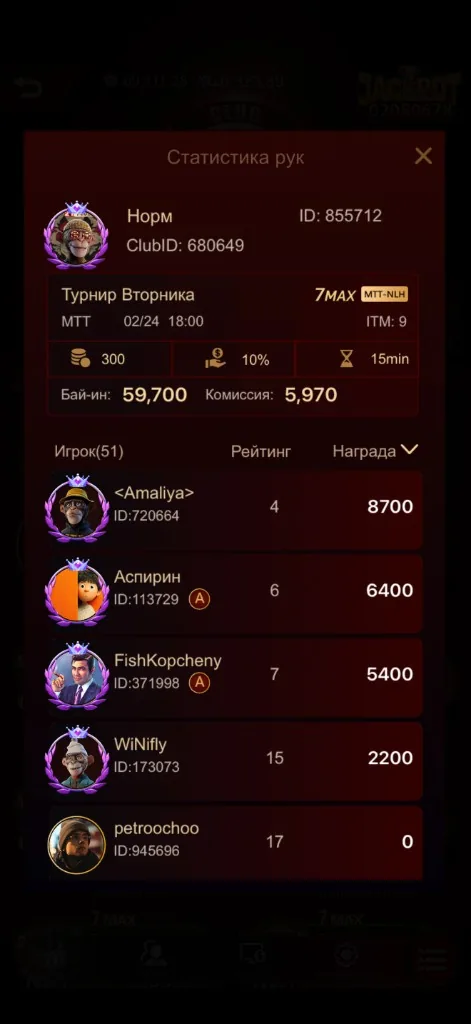 Статистика рук
Норм ID: 855712
ClubID: 680649
Турнир Вторника 7MAX MTT-NLH
MTT 02/24 18:00 ITM: 9
300 10% 15min
Бай-ин: 59,700 Комиссия: 5,970
Игрок(51) Рейтинг Награда
<Amaliya>
ID:720664 4 8700
Аспирин
ID:113729 A 6 6400
FishKopcheny
ID:371998 A 7 5400
WiNifly
ID:173073 15 2200
petroochoo
ID:945696 17 0
7MAX 7MAX